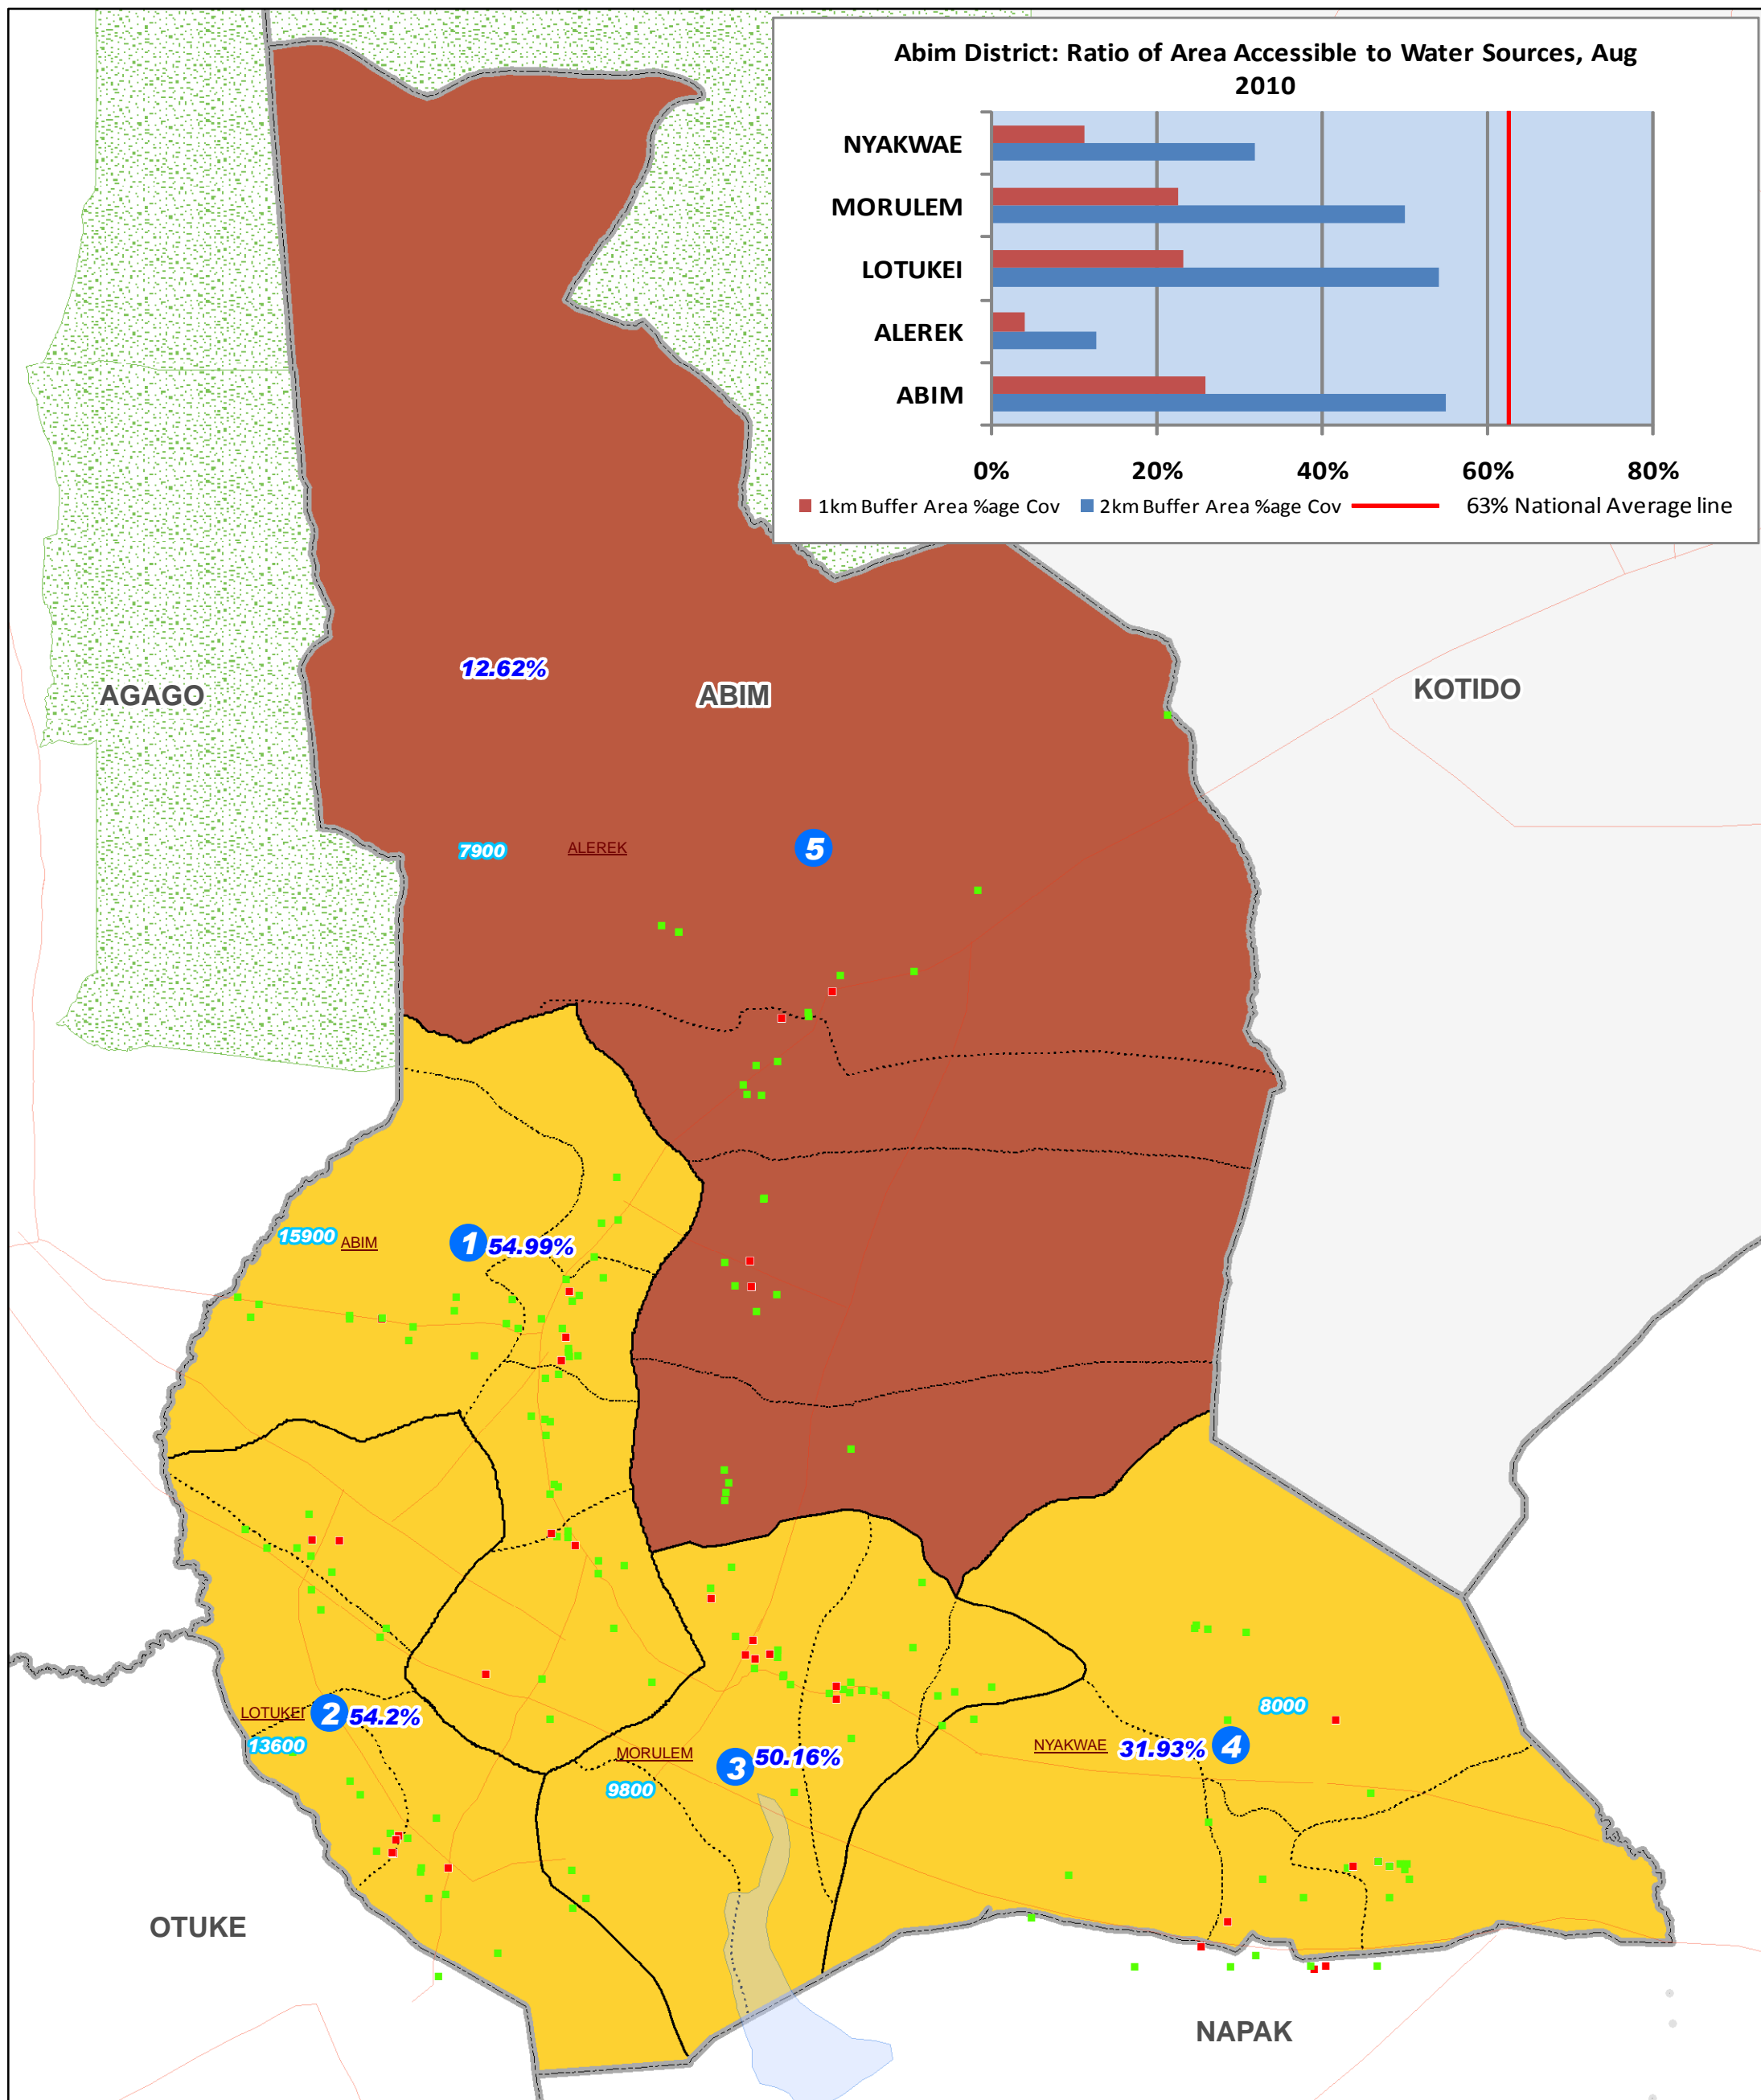 Abim District: Ratio of Area Accessible to Water Sources, Aug
2010
NYAKWAE
MORULEM
LOTUKEI
ALEREK
ABIM
0% 20% 40% 60% 80%
1km Buffer Area %age Cov 2km Buffer Area %age Cov 63% National Average line
12.62%
AGAGO ABIM KOTIDO
7900 ALEREK 5
15900 ABIM 1 54.99%
LOTUKEI 2 54.2%
13600
MORULEM 3 50.16%
9800
8000
NYAKWAE 31.93% 4
OTUKE
NAPAK